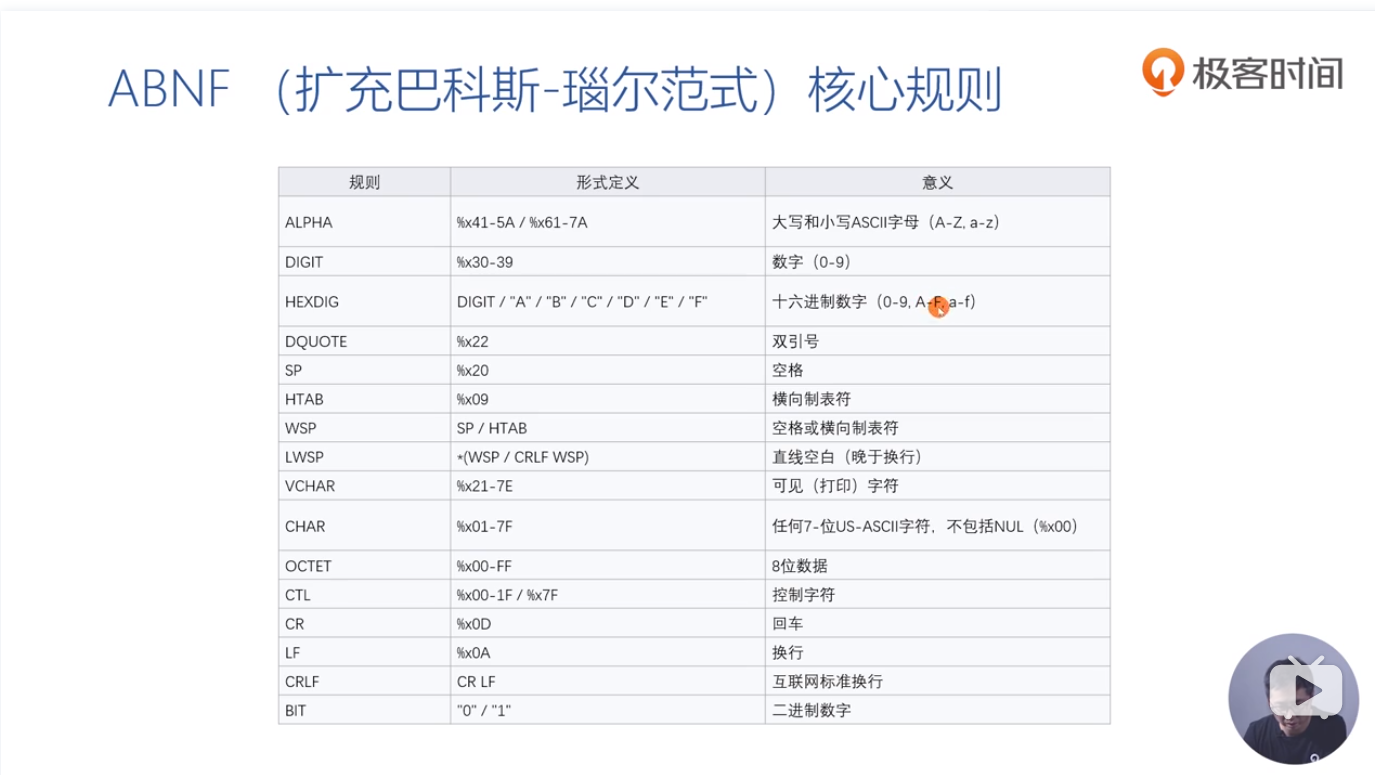 ABNF （扩充巴科斯-瑙尔范式）核心规则
极客时间
规则 形式定义 意义
ALPHA %x41-5A / %x61-7A 大写和小写ASCII字母（A-Z, a-z）
DIGIT %x30-39 数字（0-9）
HEXDIG DIGIT / "A" / "B" / "C" / "D" / "E" / "F" 十六进制数字（0-9, A-F, a-f）
DQUOTE %x22 双引号
SP %x20 空格
HTAB %x09 横向制表符
WSP SP / HTAB 空格或横向制表符
LWSP *(WSP / CRLF WSP) 直线空白（晚于换行）
VCHAR %x21-7E 可见（打印）字符
CHAR %x01-7F 任何7-位US-ASCII字符，不包括NUL（%x00）
OCTET %x00-FF 8位数据
CTL %x00-1F / %x7F 控制字符
CR %x0D 回车
LF %x0A 换行
CRLF CR LF 互联网标准换行
BIT "0" / "1" 二进制数字